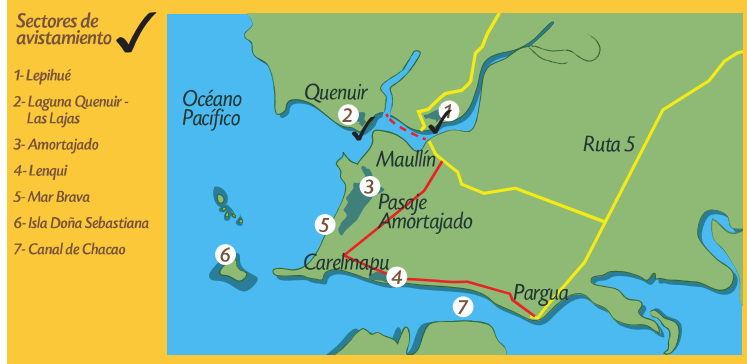 Sectores de
avistamiento
1- Lepihué
2- Laguna Quenuir -
Las Lajas
3- Amortajado
4- Lenqui
5- Mar Brava
6- Isla Doña Sebastiana
7- Canal de Chacao
Océano
Pacífico
Quenuir
2
1
Maullín
Ruta 5
3
Pasaje
Amortajado
5
6
Carelmapu
4
Pargua
7